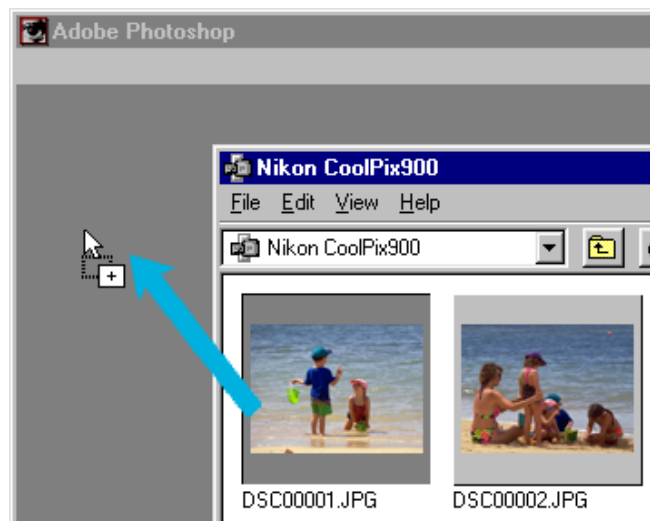 Adobe Photoshop
Nikon CoolPix900
File Edit View Help
Nikon CoolPix900
DSC00001.JPG DSC00002.JPG